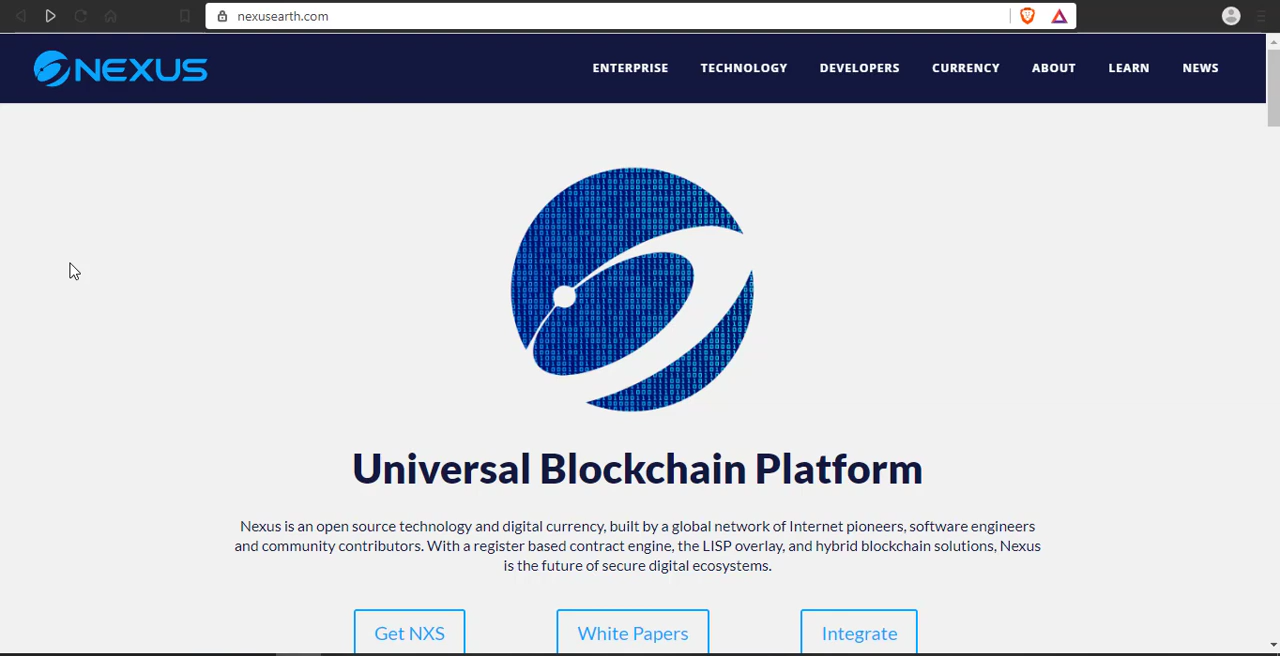 nexusearth.com
NEXUS
ENTERPRISE TECHNOLOGY DEVELOPERS CURRENCY ABOUT LEARN NEWS
Universal Blockchain Platform
Nexus is an open source technology and digital currency, built by a global network of Internet pioneers, software engineers
and community contributors. With a register based contract engine, the LISP overlay, and hybrid blockchain solutions, Nexus
is the future of secure digital ecosystems.
Get NXS White Papers Integrate